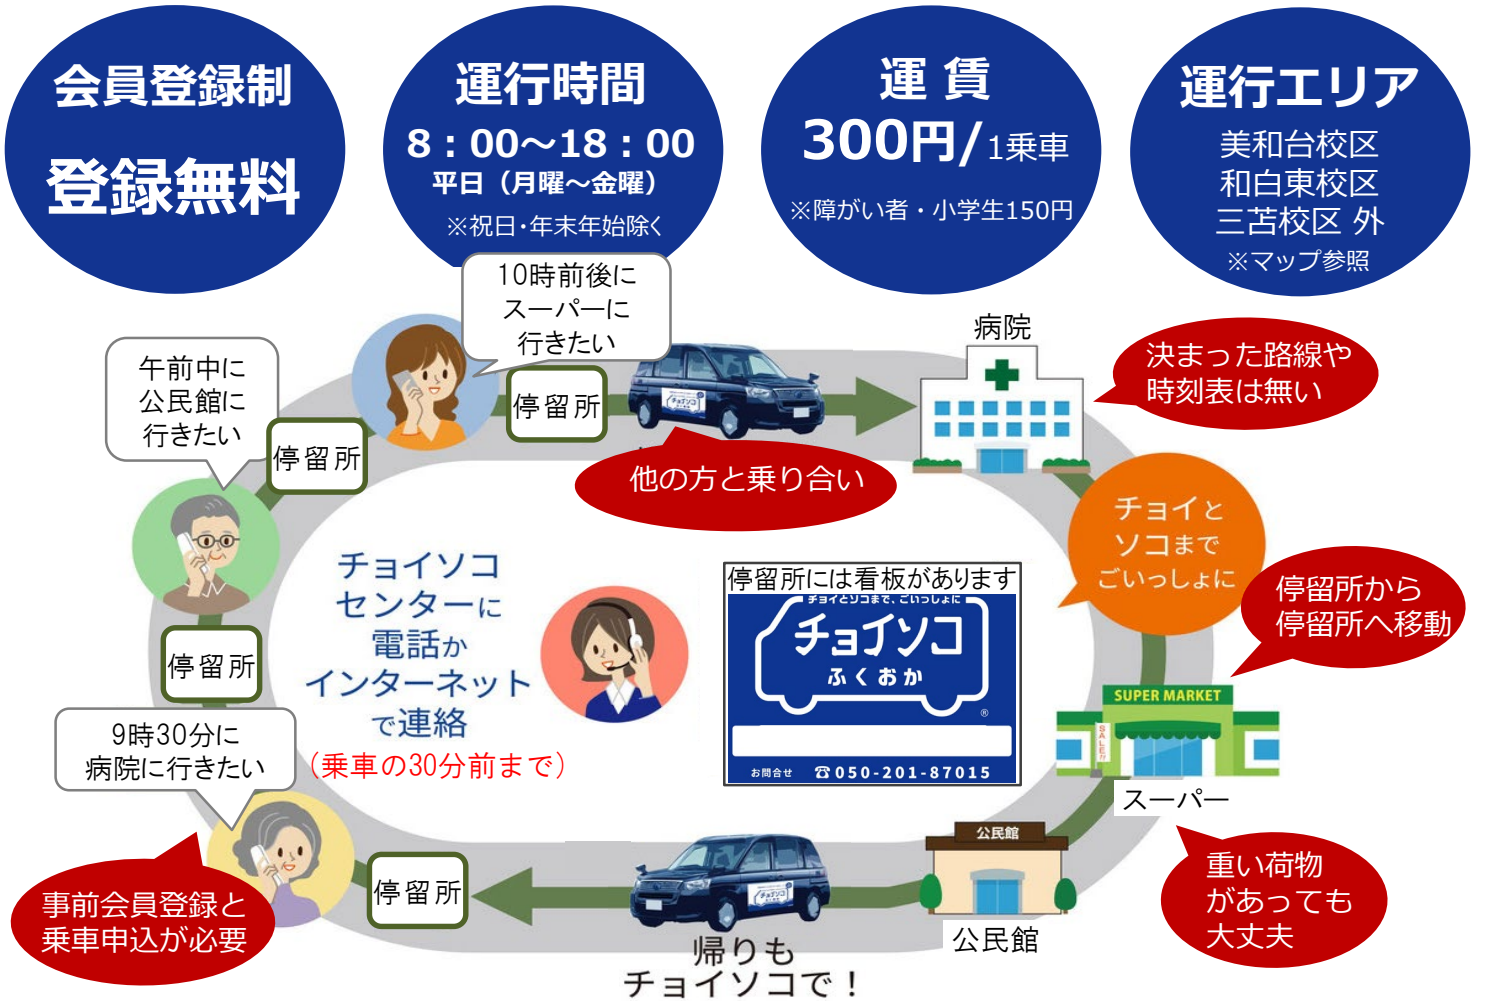 会員登録制
登録無料
運行時間
8：00～18：00
平日（月曜～金曜）
※祝日・年末年始除く
運 賃
300円/1乗車
※障がい者・小学生150円
運行エリア
美和台校区
和白東校区
三苫校区 外
※マップ参照
10時前後に
スーパーに
行きたい
午前中に
公民館に
行きたい
停留所
停留所
チョイソコ
病院
決まった路線や
時刻表は無い
他の方と乗り合い
チョイと
ソコまで
ごいっしょに
停留所から
停留所へ移動
チョイソコ
センターに
電話か
インターネット
で連絡
（乗車の30分前まで）
停留所には看板があります
チョイとソコまで、ごいっしょに
チョイソコ
ふくおか
®
お問合せ ☎050-201-87015
停留所
9時30分に
病院に行きたい
SUPER MARKET
SALE!!
スーパー
重い荷物
があっても
大丈夫
公民館
公民館
事前会員登録と
乗車申込が必要
停留所
チョイソコ
帰りも
チョイソコで！